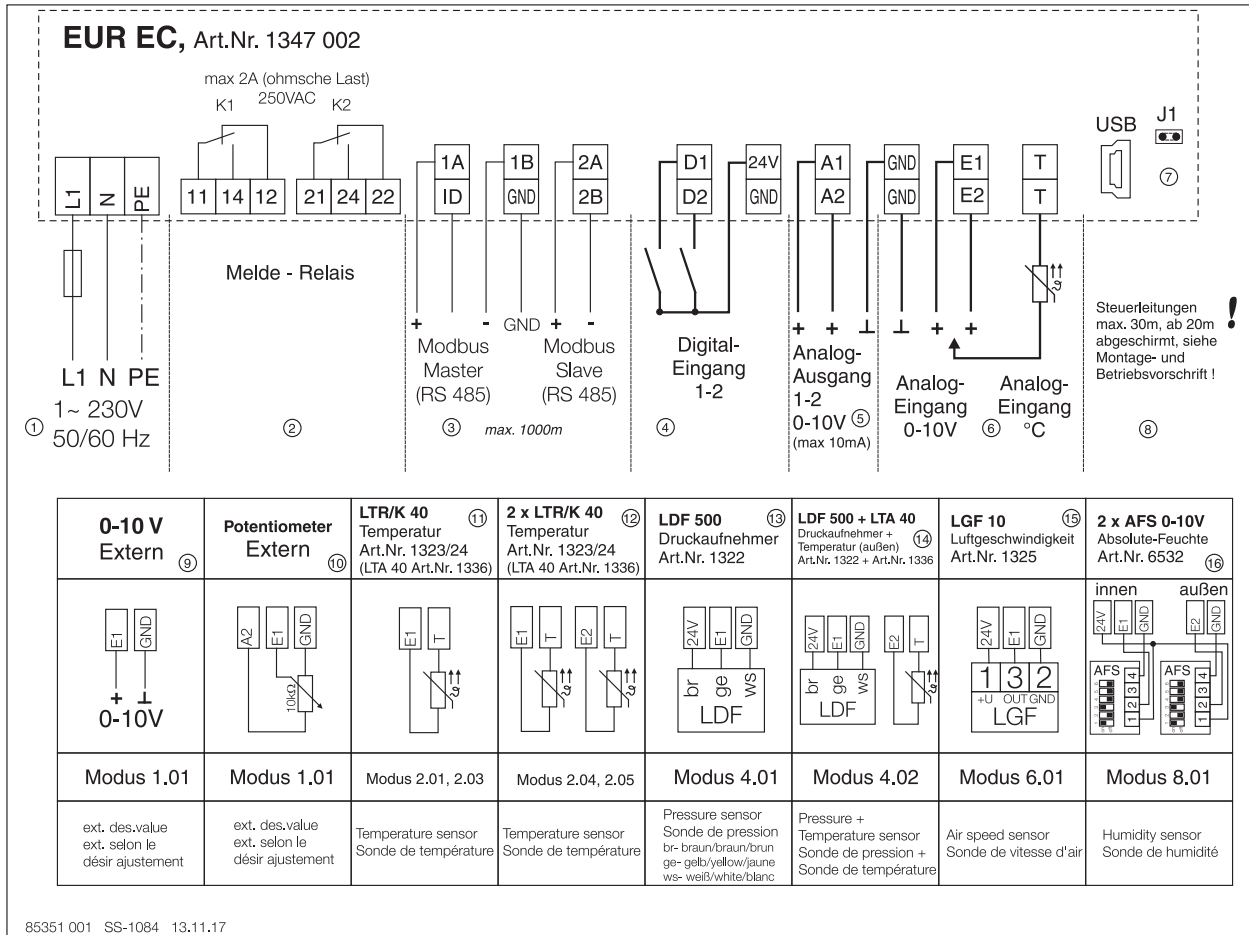 EUR EC, Art.Nr. 1347 002
max 2A (ohmsche Last)
250VAC
K1 K2
USB J1
L1 N PE
11 14 12
21 24 22
1A 1B 2A
ID GND 2B
D1 24V
D2 GND
A1 GND
A2 GND
E1 T
E2 T
⑦
Melde - Relais
+ - GND + -
Modbus
Master
(RS 485)
Modbus
Slave
(RS 485)
③ max. 1000m
L1 N PE
1~ 230V
50/60 Hz
①
②
Digital-
Eingang
1-2
④
+ + ⊥ ⊥ + +
Analog-
Ausgang
1-2
0-10V ⑤
(max 10mA)
Analog-
Eingang
0-10V
⑥
Analog-
Eingang
°C
ϑ
Steuerleitungen
max. 30m, ab 20m
abgeschirmt, siehe
Montage- und
Betriebsvorschrift !
!
⑧
0-10 V
Extern ⑨
Potentiometer
Extern ⑩
LTR/K 40 ⑪
Temperatur
Art.Nr. 1323/24
(LTA 40 Art.Nr. 1336)
2 x LTR/K 40 ⑫
Temperatur
Art.Nr. 1323/24
(LTA 40 Art.Nr. 1336)
LDF 500 ⑬
Druckaufnehmer
Art.Nr. 1322
LDF 500 + LTA 40
Druckaufnehmer +
Temperatur (außen) ⑭
Art.Nr. 1322 + Art.Nr. 1336
LGF 10 ⑮
Luftgeschwindigkeit
Art.Nr. 1325
2 x AFS 0-10V
Absolute-Feuchte
Art.Nr. 6532 ⑯
E1 GND
+ ⊥
0-10V
A2 E1 GND
10kΩ
E1 T
ϑ
E1 T E2 T
ϑ ϑ
24V E1 GND
br ge ws
LDF
24V E1 GND E2 T
br ge ws
LDF
ϑ
24V E1 GND
1 3 2
+U OUT GND
LGF
innen außen
24V E1 GND E2 GND
AFS AFS
1 2 3 4
1 2 3 4
Modus 1.01
Modus 1.01
Modus 2.01, 2.03
Modus 2.04, 2.05
Modus 4.01
Modus 4.02
Modus 6.01
Modus 8.01
ext. des.value
ext. selon le
désir ajustement
ext. des.value
ext. selon le
désir ajustement
Temperature sensor
Sonde de température
Temperature sensor
Sonde de température
Pressure sensor
Sonde de pression
br- braun/braun/brun
ge- gelb/yellow/jaune
ws- weiß/white/blanc
Pressure +
Temperature sensor
Sonde de pression +
Sonde de température
Air speed sensor
Sonde de vitesse d'air
Humidity sensor
Sonde de humidité
85351 001 SS-1084 13.11.17